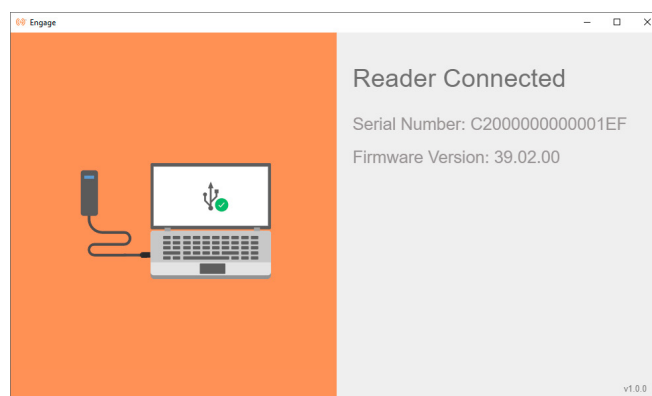 Engage
Reader Connected
Serial Number: C2000000000001EF
Firmware Version: 39.02.00
v1.0.0